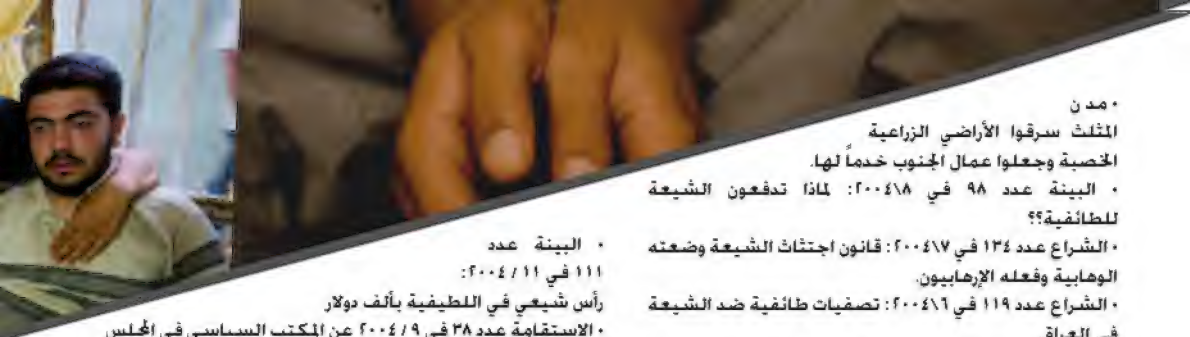 • مد ن
المثلث سرقوا الأراضي الزراعية
الخصبة وجعلوا عمال الجنوب خدماً لها.
• البينة عدد ٩٨ في ٨\٢٠٠٤: لماذا تدفعون الشيعة
للطائفية؟؟
• الشراع عدد ١٣٤ في ٧\٢٠٠٤: قانون اجتثاث الشيعة وضعته
الوهابية وفعله الإرهابيون.
• الشراع عدد ١١٩ في ٦\٢٠٠٤: تصفيات طائفية ضد الشيعة
في العراق
• البينة عدد
١١١ في ١١ / ٢٠٠٤:
رأس شيعي في اللطيفية بألف دولار
• الاستقامة عدد ٣٨ في ٩ / ٢٠٠٤ عن المكتب السياسي في المجلس